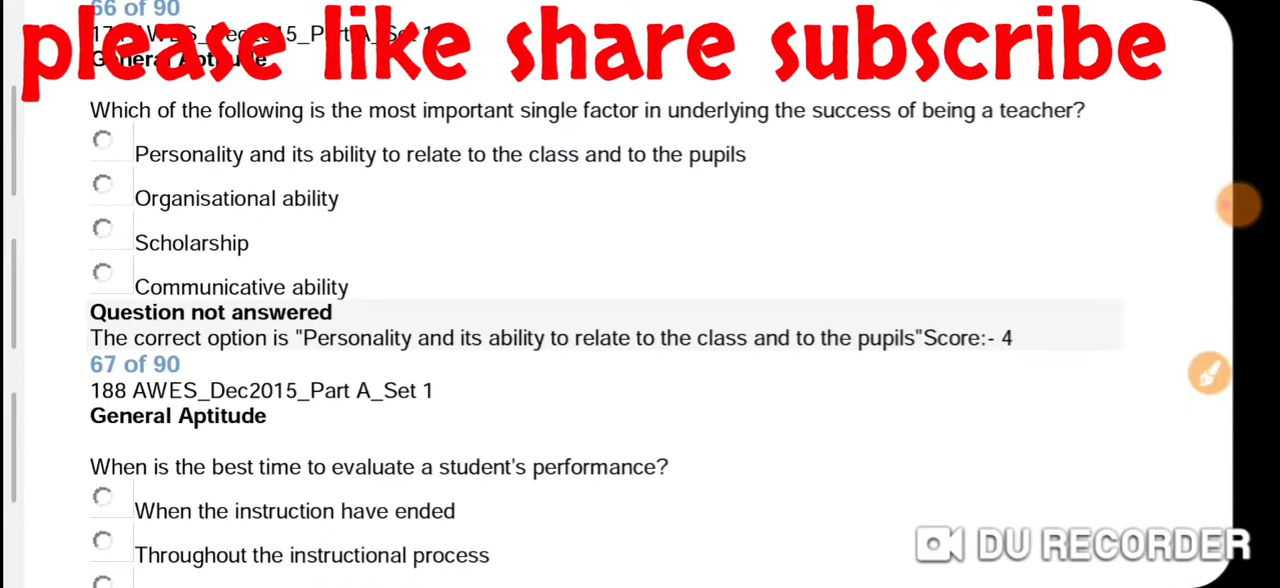 66 of 90
please like share subscribe
General Aptitude
Which of the following is the most important single factor in underlying the success of being a teacher?
Personality and its ability to relate to the class and to the pupils
Organisational ability
Scholarship
Communicative ability
Question not answered
The correct option is "Personality and its ability to relate to the class and to the pupils"Score:- 4
67 of 90
188 AWES_Dec2015_Part A_Set 1
General Aptitude
When is the best time to evaluate a student's performance?
When the instruction have ended
Throughout the instructional process
DU RECORDER